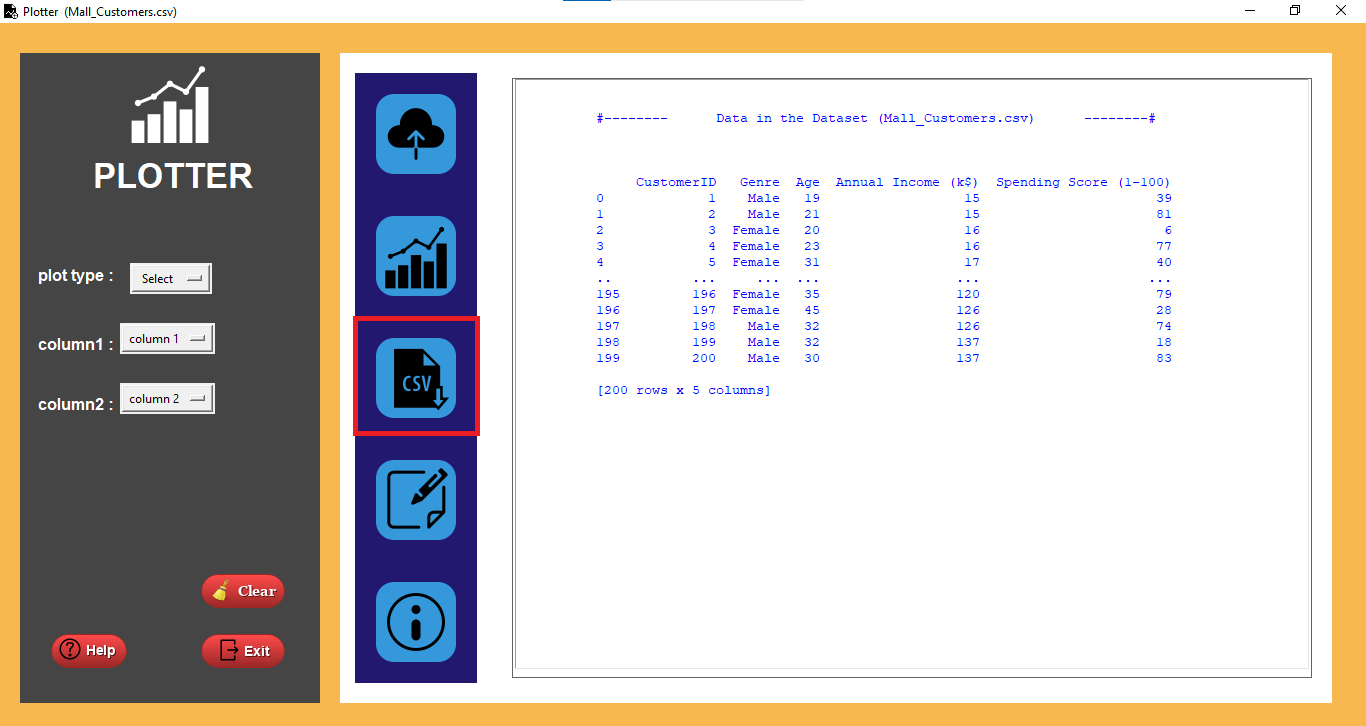 Plotter (Mall_Customers.csv)
PLOTTER
plot type : Select
column1 : column 1
column2 : column 2
Clear
Help
Exit
CSV
#-------- Data in the Dataset (Mall_Customers.csv) --------#
CustomerID Genre Age Annual Income (k$) Spending Score (1-100)
0 1 Male 19 15 39
1 2 Male 21 15 81
2 3 Female 20 16 6
3 4 Female 23 16 77
4 5 Female 31 17 40
.. ... ... ... ... ...
195 196 Female 35 120 79
196 197 Female 45 126 28
197 198 Male 32 126 74
198 199 Male 32 137 18
199 200 Male 30 137 83
[200 rows x 5 columns]